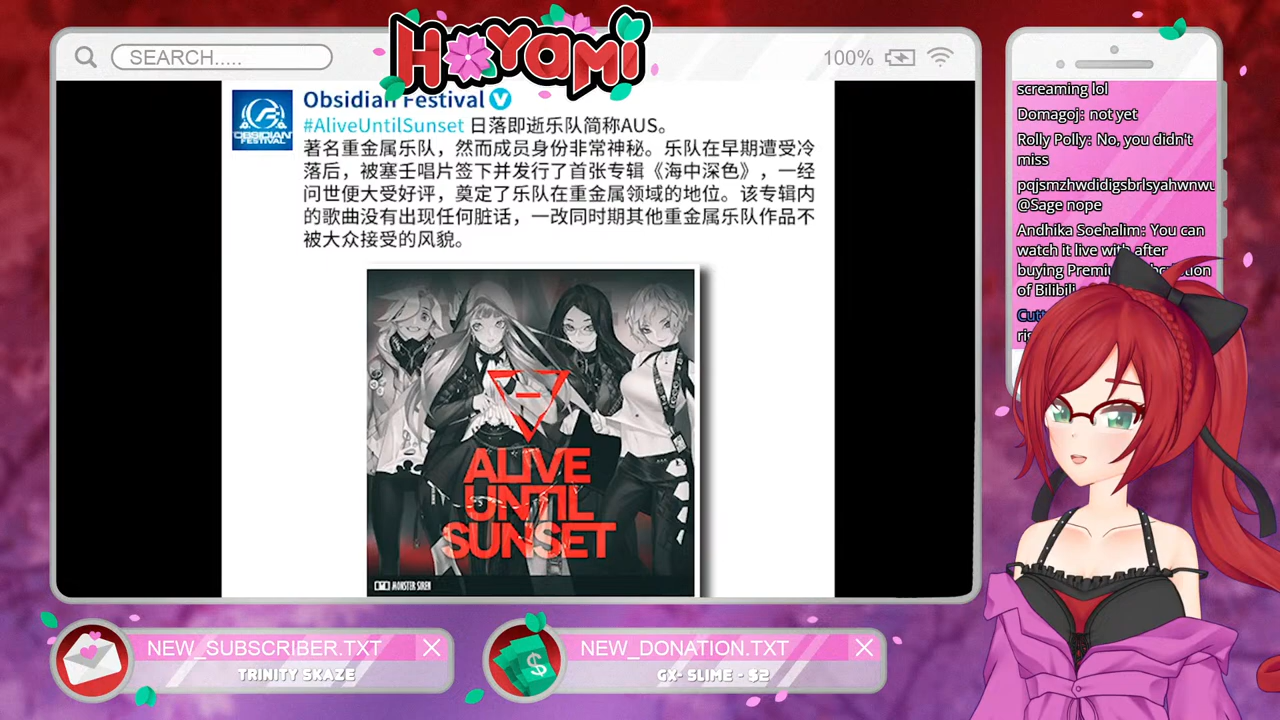 HOYAMi
SEARCH.....
100%
Obsidian Festival
V
OBSIDIAN
FESTIVAL
#AliveUntilSunset 日落即逝乐队简称AUS。
著名重金属乐队，然而成员身份非常神秘。乐队在早期遭受冷
落后，被塞壬唱片签下并发行了首张专辑《海中深色》，一经
问世便大受好评，奠定了乐队在重金属领域的地位。该专辑内
的歌曲没有出现任何脏话，一改同时期其他重金属乐队作品不
被大众接受的风貌。
ALIVE
UNTIL
SUNSET
MONSTER SIREN
screaming lol
Domagoj: not yet
Rolly Polly: No, you didn't
miss
pqjsmzhwdidigsbrlsyahwnwu
@Sage nope
Andhika Soehalim: You can
watch it live with after
buying
of Bilibili
NEW_SUBSCRIBER.TXT
TRINITY 5KAZE
NEW_DONATION.TXT
GX- SLIME - $2